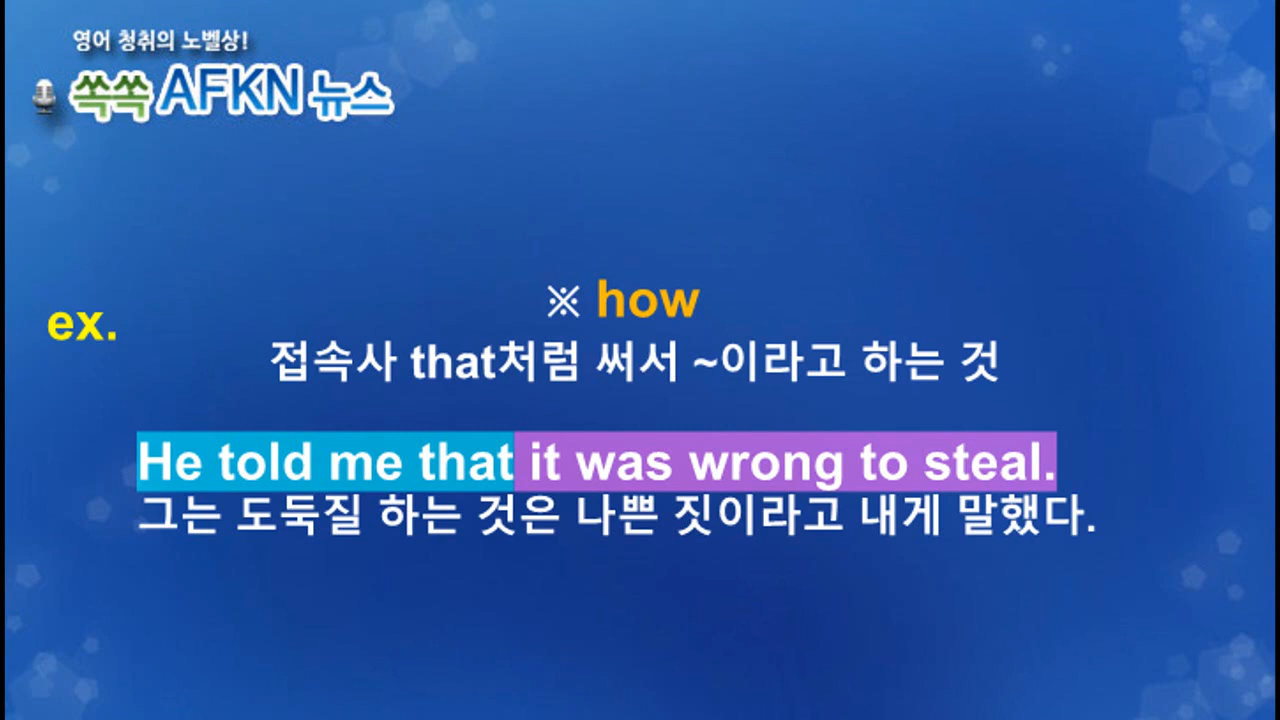 영어 청취의 노벨상!
쏙쏙 AFKN 뉴스
※ how
ex.
접속사 that처럼 써서 ~이라고 하는 것
He told me that it was wrong to steal.
그는 도둑질 하는 것은 나쁜 짓이라고 내게 말했다.